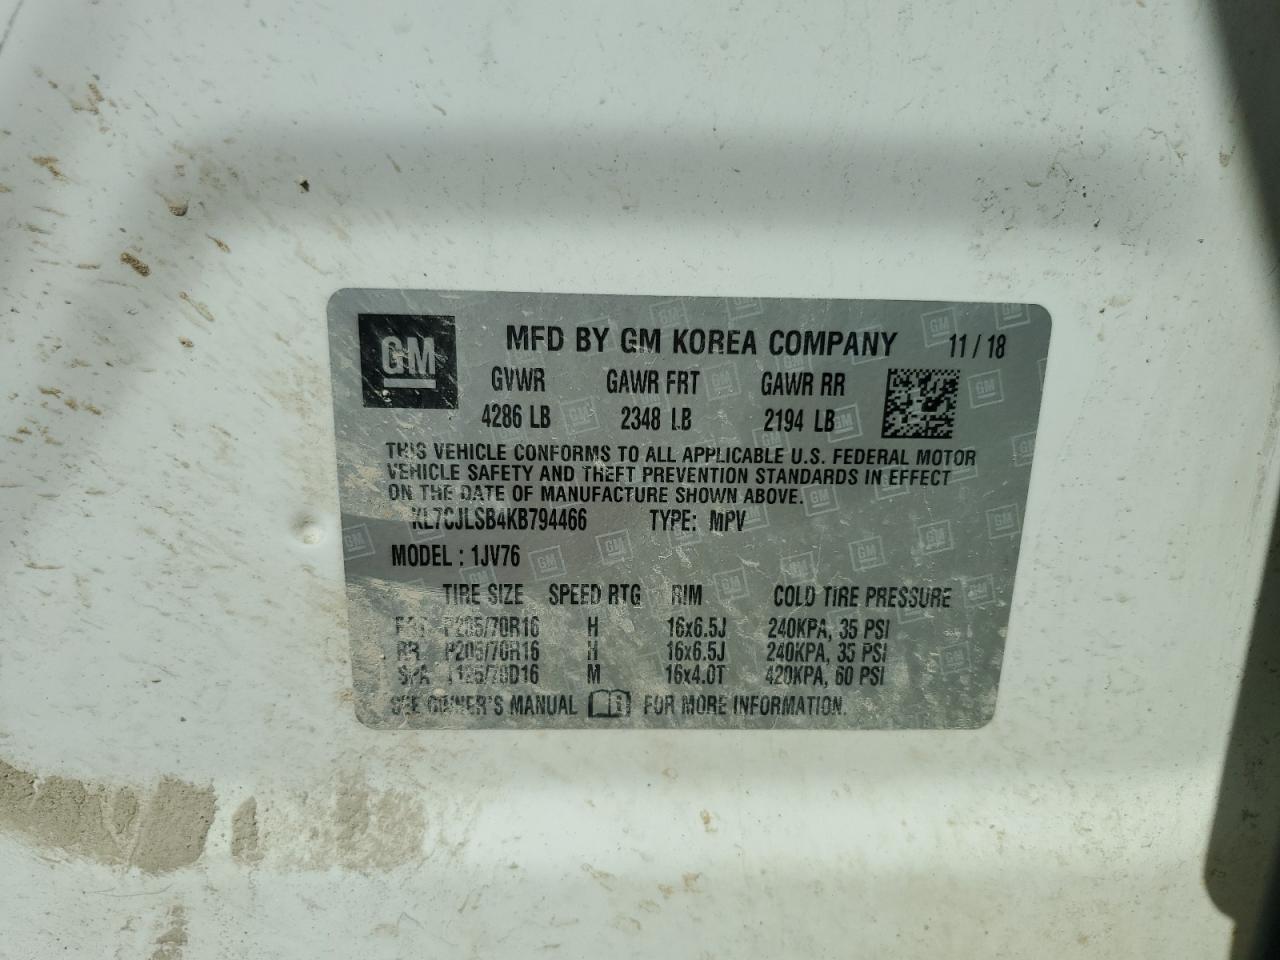 GM MFD BY GM KOREA COMPANY 11 / 18
GVWR GAWR FRT GAWR RR
4286 LB 2348 LB 2194 LB
THIS VEHICLE CONFORMS TO ALL APPLICABLE U.S. FEDERAL MOTOR
VEHICLE SAFETY AND THEFT PREVENTION STANDARDS IN EFFECT
ON THE DATE OF MANUFACTURE SHOWN ABOVE.
KL7CJLSB4KB794466 TYPE: MPV
MODEL : 1JV76
TIRE SIZE SPEED RTG RIM COLD TIRE PRESSURE
FRT P205/70R16 H 16x6.5J 240KPA, 35 PSI
RR P205/70R16 H 16x6.5J 240KPA, 35 PSI
SPA T125/70D16 M 16x4.0T 420KPA, 60 PSI
SEE OWNER'S MANUAL FOR MORE INFORMATION.